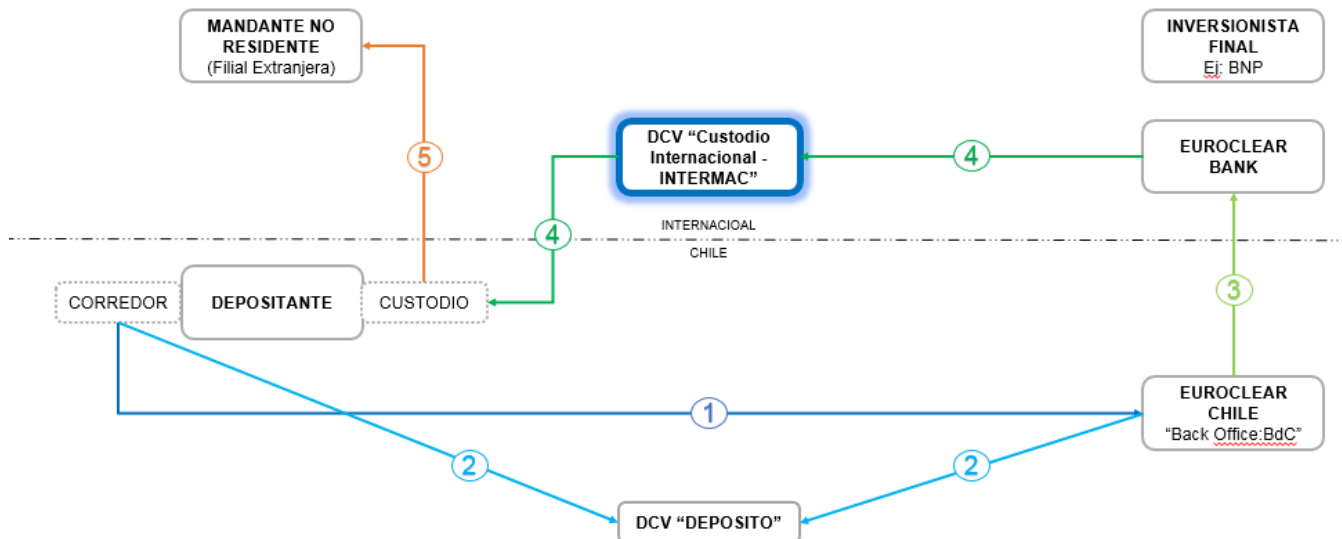 MANDANTE NO
RESIDENTE
(Filial Extranjera)
INVERSIONISTA
FINAL
Ej: BNP
5
DCV “Custodio
Internacional -
INTERMAC”
4
EUROCLEAR
BANK
4
INTERNACIOAL
CHILE
3
CORREDOR
DEPOSITANTE
CUSTODIO
1
EUROCLEAR
CHILE
“Back Office:BdC”
2
2
DCV “DEPOSITO”